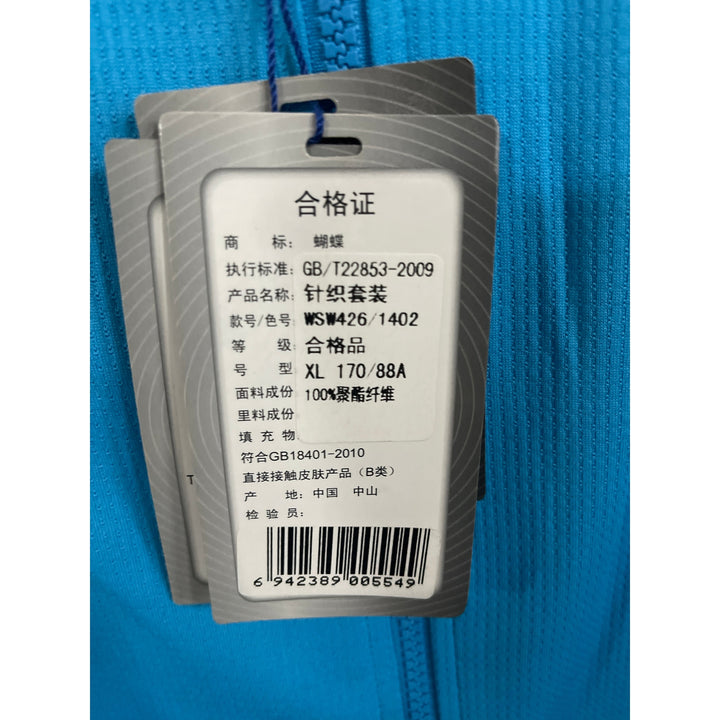 合格证
商 标： 蝴蝶
执行标准： GB/T22853-2009
产品名称： 针织套装
款号/色号： WSW426/1402
等 级： 合格品
号 型： XL 170/88A
面料成份： 100%聚酯纤维
里料成份
填 充 物
符合GB18401-2010
直接接触皮肤产品（B类）
产 地：中国 中山
检 验 员：
6 942389 005549
T